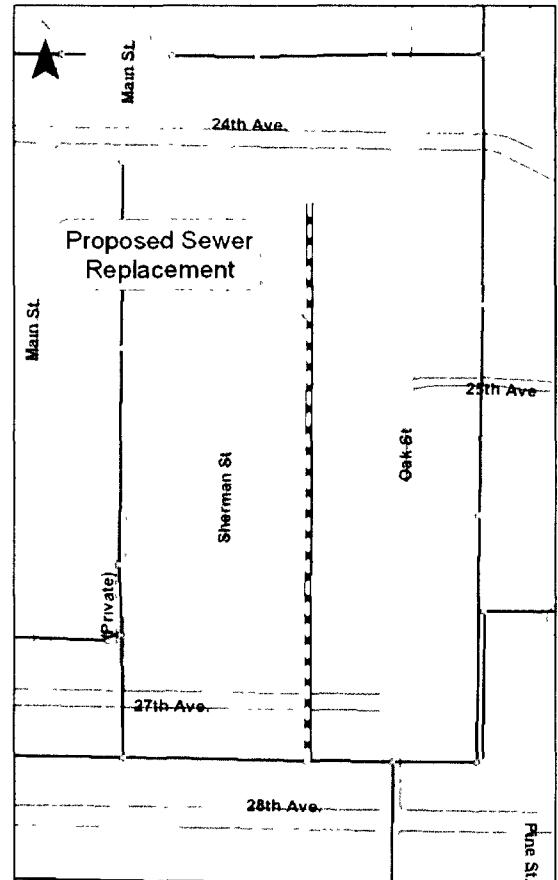 Main St.
24th Ave.
Proposed Sewer
Replacement
Main St.
25th Ave
Oak St
Sherman St
(Private)
27th Ave.
28th Ave.
Pine St.